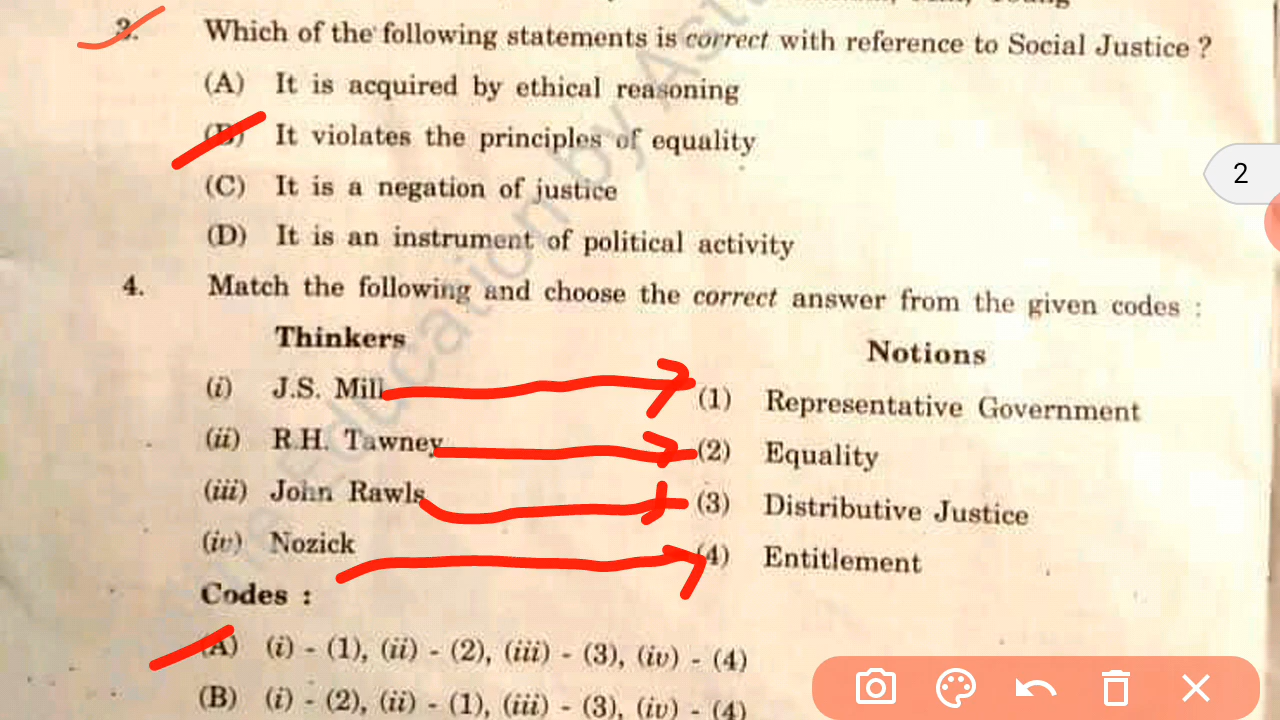 3. Which of the following statements is correct with reference to Social Justice ?
(A) It is acquired by ethical reasoning
(B) It violates the principles of equality
(C) It is a negation of justice
(D) It is an instrument of political activity
2
4. Match the following and choose the correct answer from the given codes :
Thinkers Notions
(i) J.S. Mill (1) Representative Government
(ii) R.H. Tawney (2) Equality
(iii) John Rawls (3) Distributive Justice
(iv) Nozick (4) Entitlement
Codes :
(A) (i) - (1), (ii) - (2), (iii) - (3), (iv) - (4)
(B) (i) - (2), (ii) - (1), (iii) - (3), (iv) - (4)